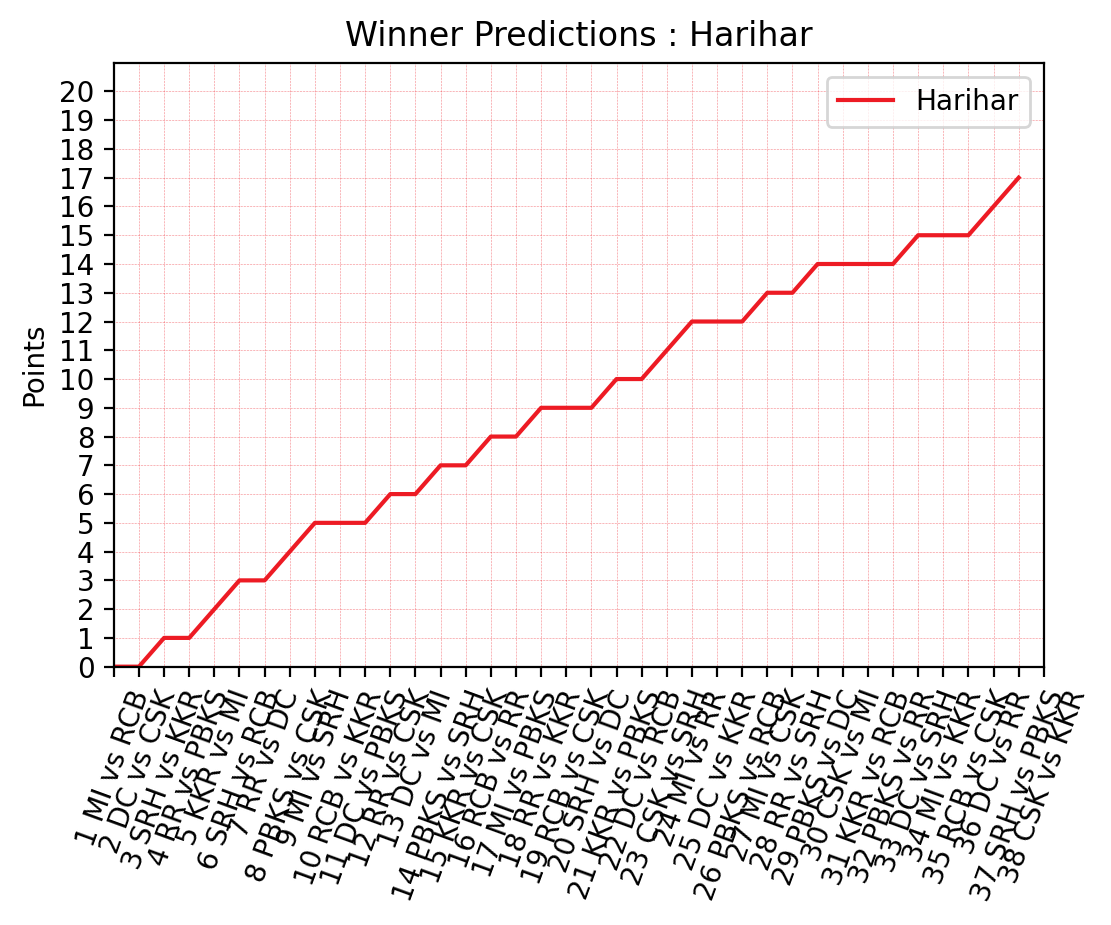 Winner Predictions : Harihar
Harihar
Points
20
19
18
17
16
15
14
13
12
11
10
9
8
7
6
5
4
3
2
1
0
1 MI vs RCB
2 DC vs CSK
3 SRH vs KKR
4 RR vs PBKS
5 KKR vs MI
6 SRH vs RCB
7 RR vs DC
8 PBKS vs CSK
9 MI vs SRH
10 RCB vs KKR
11 DC vs PBKS
12 RR vs CSK
13 DC vs MI
14 PBKS vs SRH
15 KKR vs CSK
16 RCB vs RR
17 MI vs PBKS
18 RR vs KKR
19 RCB vs CSK
20 SRH vs DC
21 KKR vs PBKS
22 DC vs RCB
23 CSK vs SRH
24 MI vs RR
25 DC vs KKR
26 PBKS vs RCB
27 MI vs CSK
28 RR vs SRH
29 PBKS vs DC
30 CSK vs MI
31 KKR vs RCB
32 PBKS vs RR
33 DC vs SRH
34 MI vs KKR
35 RCB vs CSK
36 DC vs RR
37 SRH vs PBKS
38 CSK vs KKR